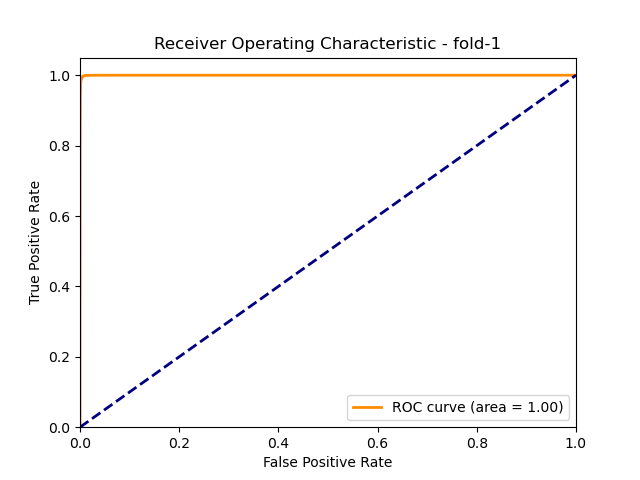 Receiver Operating Characteristic - fold-1
True Positive Rate
1.0
0.8
0.6
0.4
0.2
0.0
ROC curve (area = 1.00)
0.0 0.2 0.4 0.6 0.8 1.0
False Positive Rate